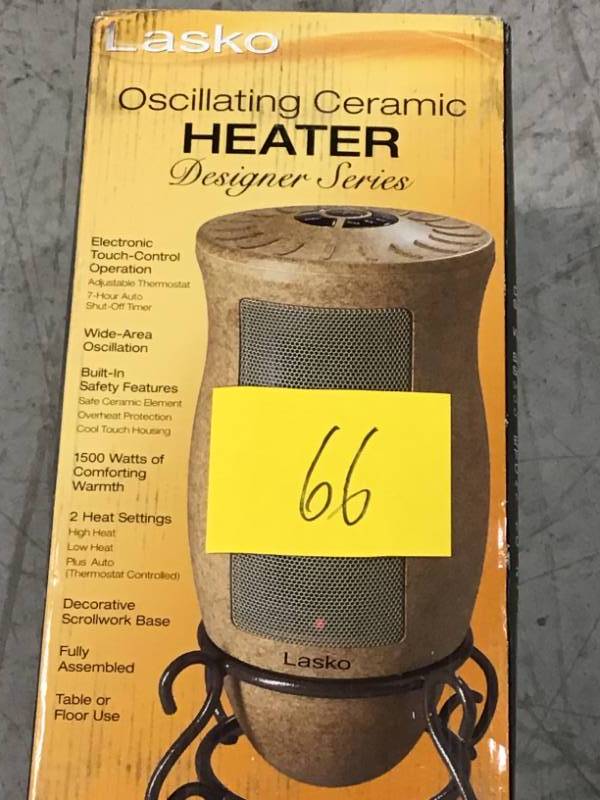 Lasko
Oscillating Ceramic
HEATER
Designer Series
Electronic
Touch-Control
Operation
Adjustable Thermostat
7-Hour Auto
Shut-Off Timer
Wide-Area
Oscillation
Built-In
Safety Features
Safe Ceramic Element
Overheat Protection
Cool Touch Housing
1500 Watts of
Comforting
Warmth
2 Heat Settings
High Heat
Low Heat
Plus Auto
(Thermostat Controlled)
Decorative
Scrollwork Base
Fully
Assembled
Table or
Floor Use
66
Lasko